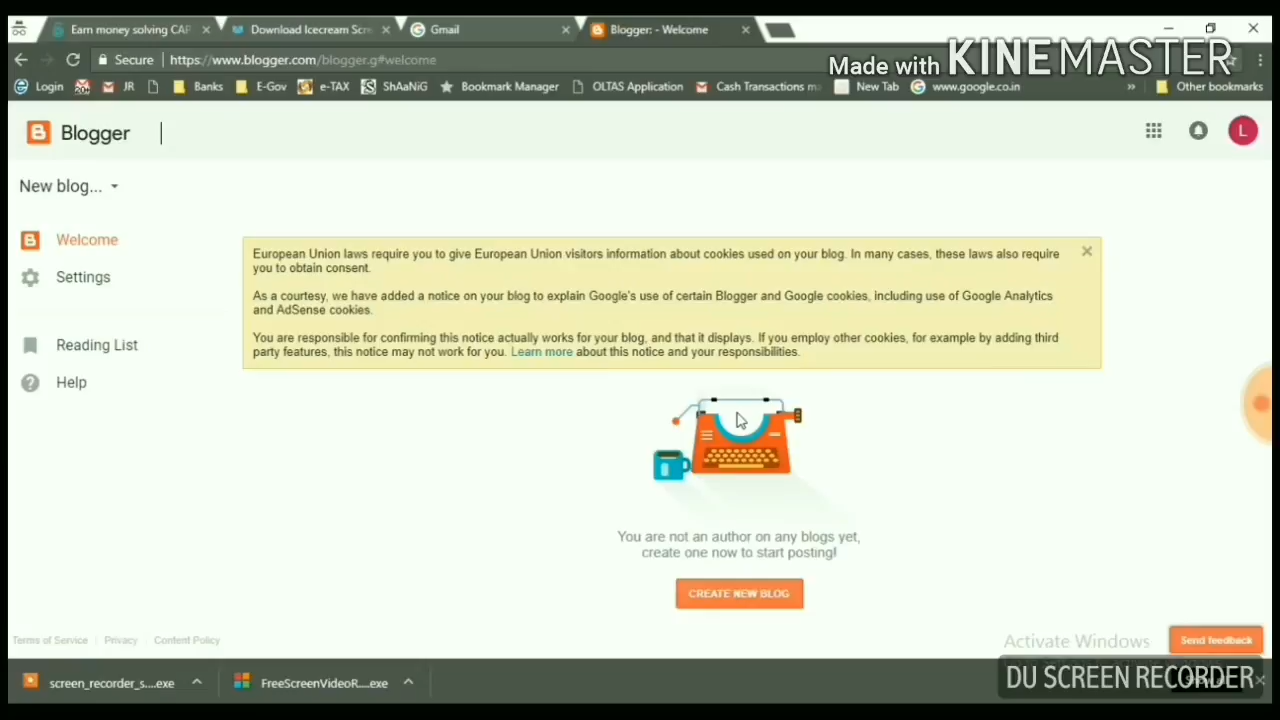 Earn money solving CAP
Download Icecream Scre
Gmail
Blogger: - Welcome
Secure
https://www.blogger.com/blogger.g#welcome
Made with KINEMASTER
Login
20+
JR
Banks
E-Gov
e-TAX
ShAaNiG
Bookmark Manager
OLTAS Application
Cash Transactions ma
New Tab
www.google.co.in
»
Other bookmarks
Blogger
L
New blog...
Welcome
Settings
Reading List
Help
European Union laws require you to give European Union visitors information about cookies used on your blog. In many cases, these laws also require
you to obtain consent.
As a courtesy, we have added a notice on your blog to explain Google's use of certain Blogger and Google cookies, including use of Google Analytics
and AdSense cookies.
You are responsible for confirming this notice actually works for your blog, and that it displays. If you employ other cookies, for example by adding third
party features, this notice may not work for you. Learn more about this notice and your responsibilities.
You are not an author on any blogs yet,
create one now to start posting!
CREATE NEW BLOG
Terms of Service | Privacy | Content Policy
Activate Windows
Send feedback
screen_recorder_s....exe
FreeScreenVideoR....exe
DU SCREEN RECORDER